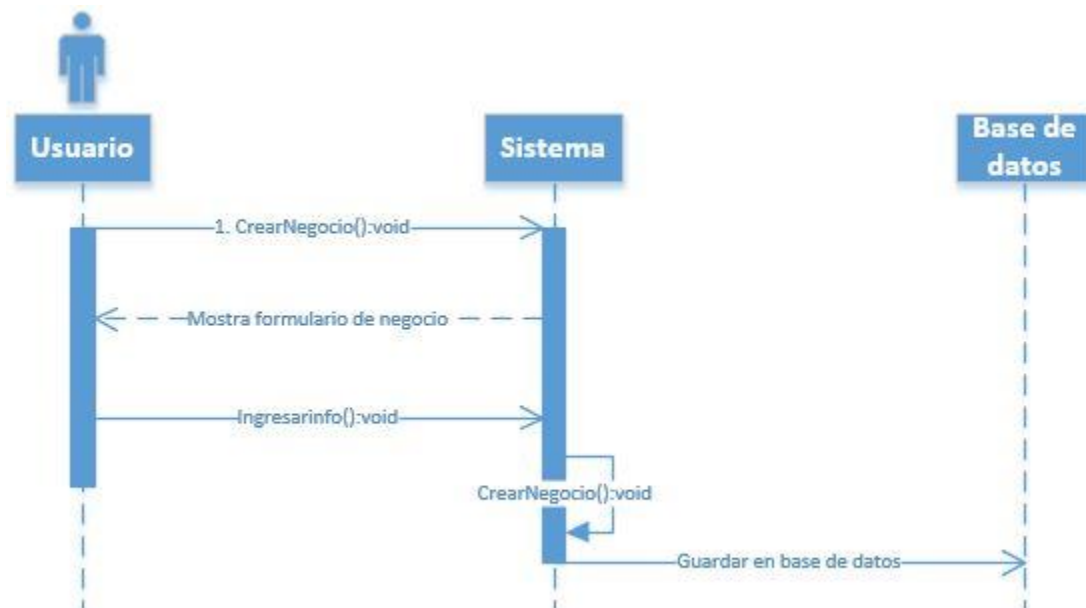 Usuario
Sistema
Base de
datos
1. CrearNegocio():void
Mostra formulario de negocio
Ingresarinfo():void
CrearNegocio():void
Guardar en base de datos